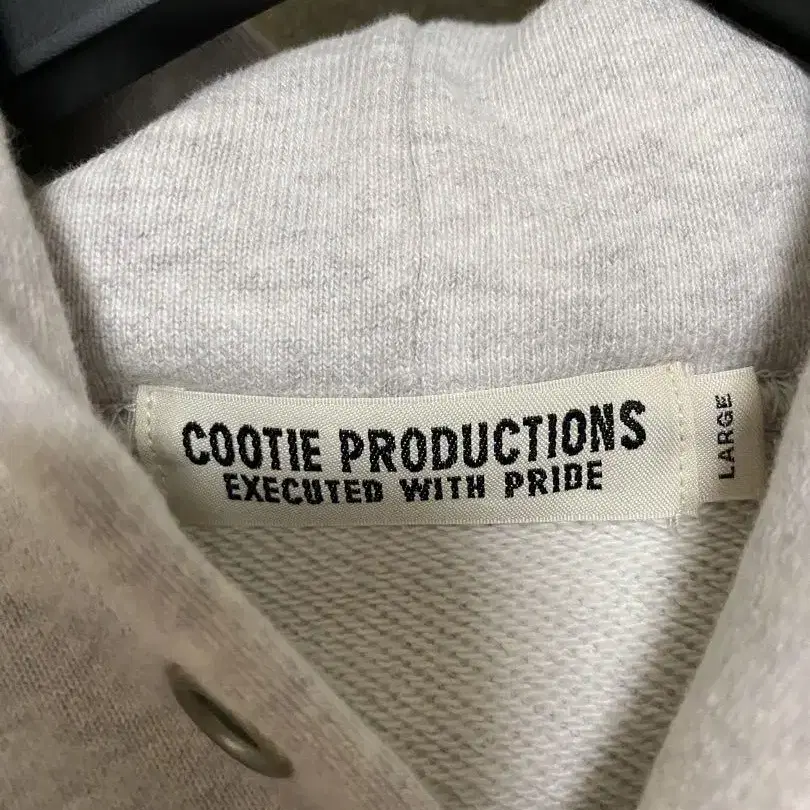 COOTIE PRODUCTIONS
EXECUTED WITH PRIDE
LARGE